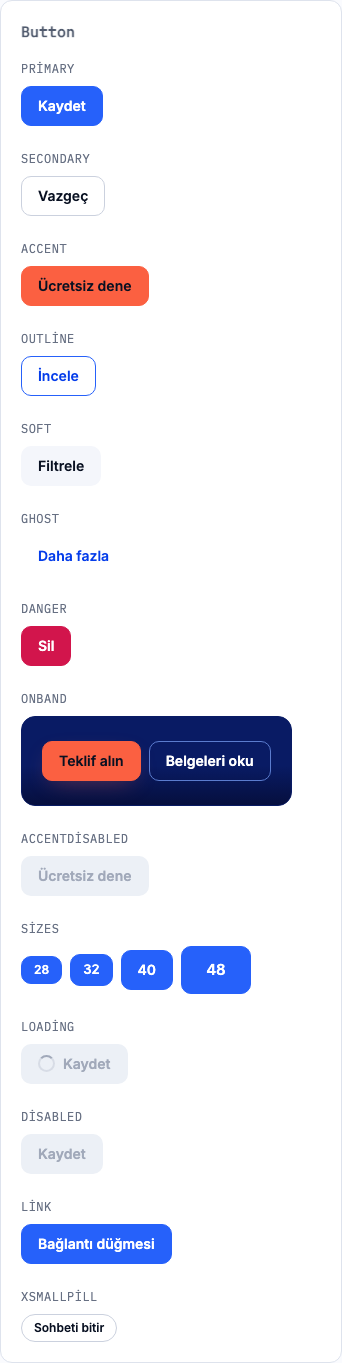 Button
PRİMARY
Kaydet
SECONDARY
Vazgeç
ACCENT
Ücretsiz dene
OUTLİNE
İncele
SOFT
Filtrele
GHOST
Daha fazla
DANGER
Sil
ONBAND
Teklif alın Belgeleri oku
ACCENTDİSABLED
Ücretsiz dene
SİZES
28 32 40 48
LOADİNG
Kaydet
DİSABLED
Kaydet
LİNK
Bağlantı düğmesi
XSMALLPİLL
Sohbeti bitir